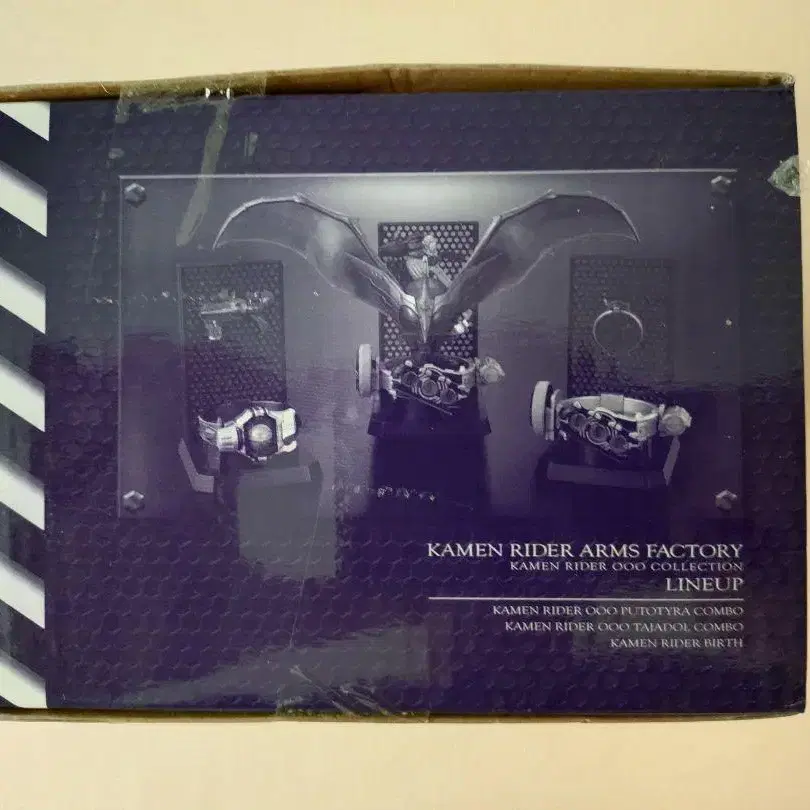 KAMEN RIDER ARMS FACTORY
KAMEN RIDER OOO COLLECTION
LINEUP
KAMEN RIDER OOO PUTOTYRA COMBO
KAMEN RIDER OOO TAJADOL COMBO
KAMEN RIDER BIRTH